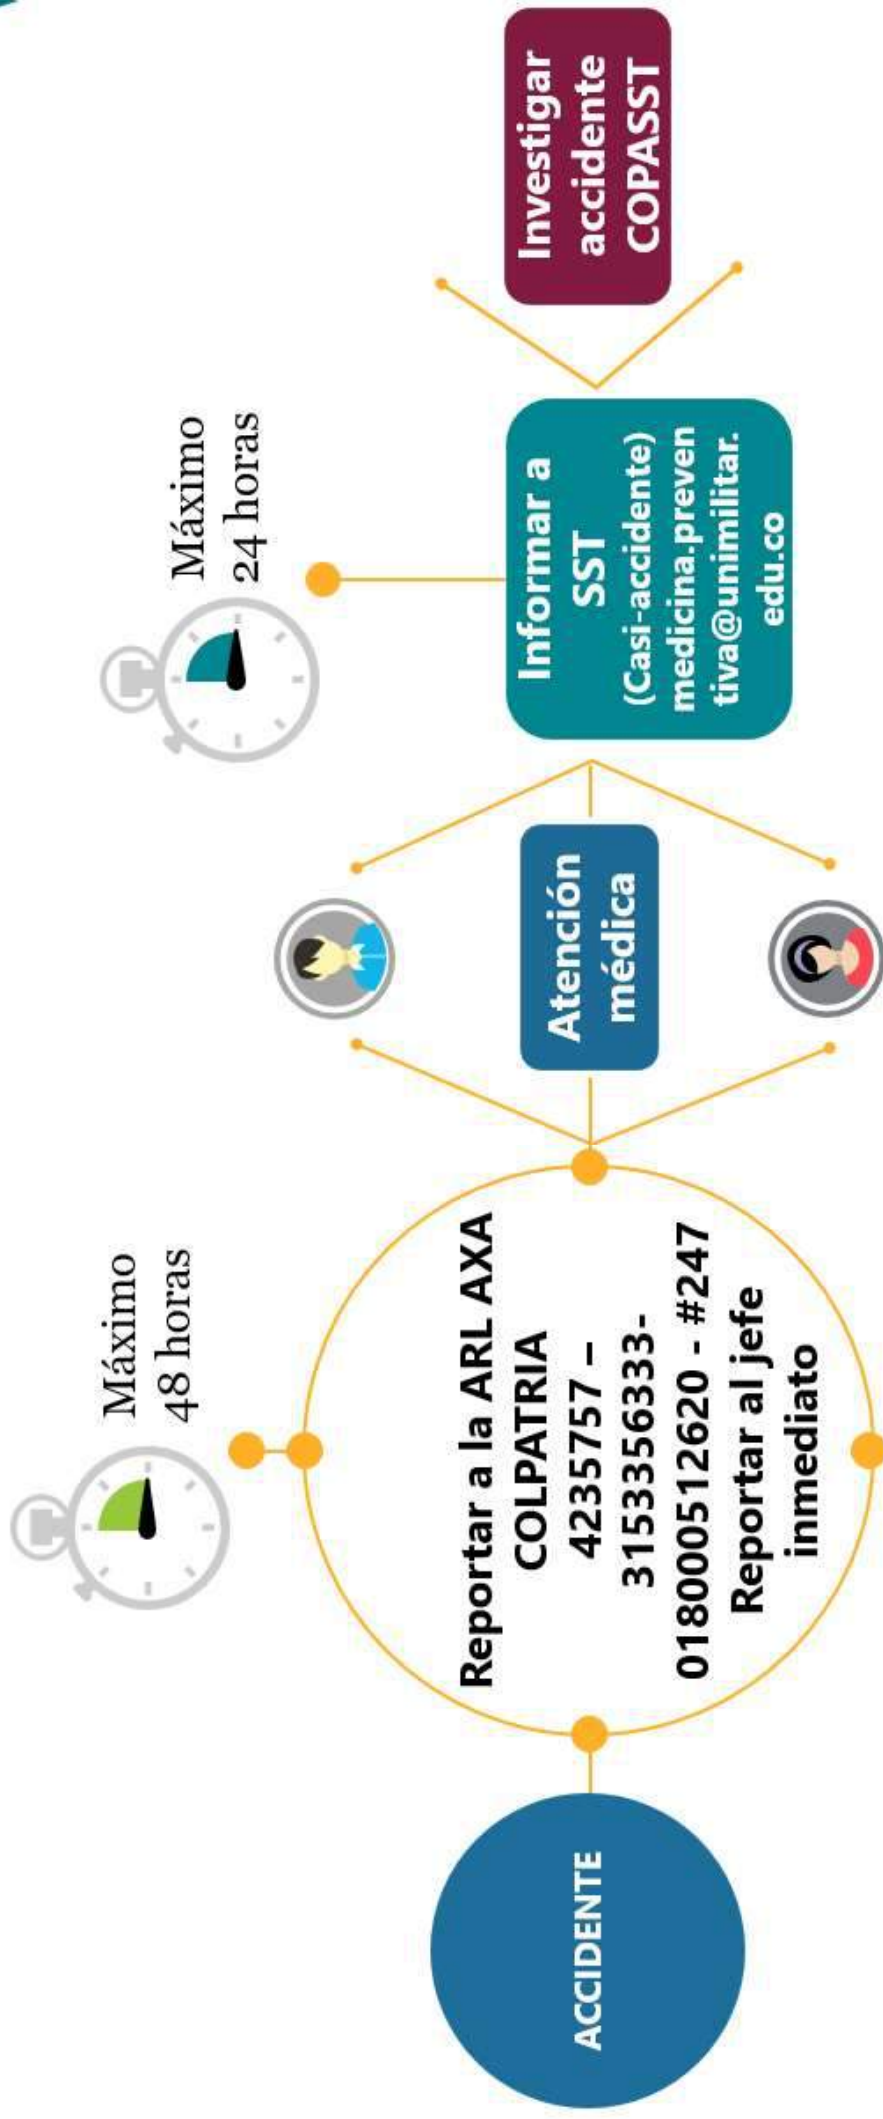 ACCIDENTE
Máximo
48 horas
Reportar a la ARL AXA
COLPATRIA
4235757 –
3153356333-
018000512620 - #247
Reportar al jefe
inmediato
Atención
médica
Máximo
24 horas
Informar a
SST
(Casi-accidente)
medicina.preven
tiva@unimilitar.
edu.co
Investigar
accidente
COPASST